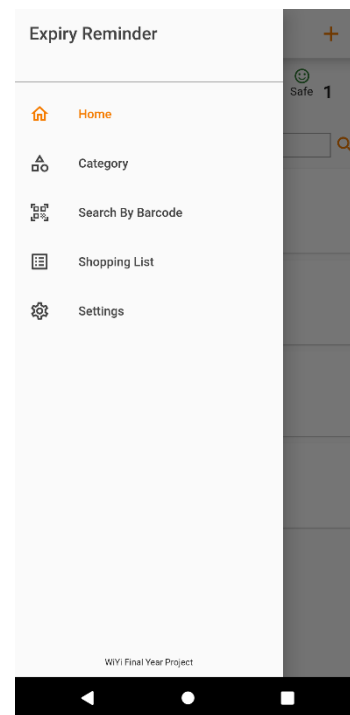 Expiry Reminder
Safe 1
Home
Category
Search By Barcode
Shopping List
Settings
WiYi Final Year Project